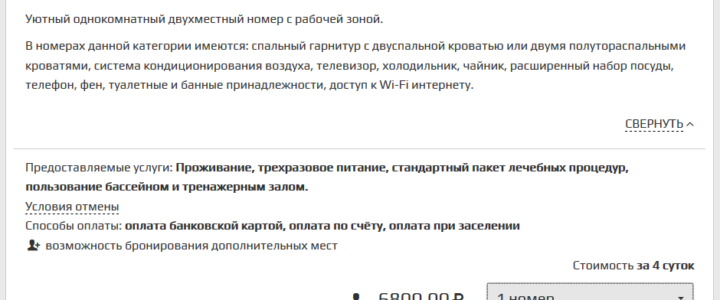 Уютный однокомнатный двухместный номер с рабочей зоной.
В номерах данной категории имеются: спальный гарнитур с двуспальной кроватью или двумя полутораспальными
кроватями, система кондиционирования воздуха, телевизор, холодильник, чайник, расширенный набор посуды,
телефон, фен, туалетные и банные принадлежности, доступ к Wi-Fi интернету.
СВЕРНУТЬ
Предоставляемые услуги: Проживание, трехразовое питание, стандартный пакет лечебных процедур,
пользование бассейном и тренажерным залом.
Условия отмены
Способы оплаты: оплата банковской картой, оплата по счёту, оплата при заселении
возможность бронирования дополнительных мест
Стоимость за 4 суток
6800.00 ₽
1 номер